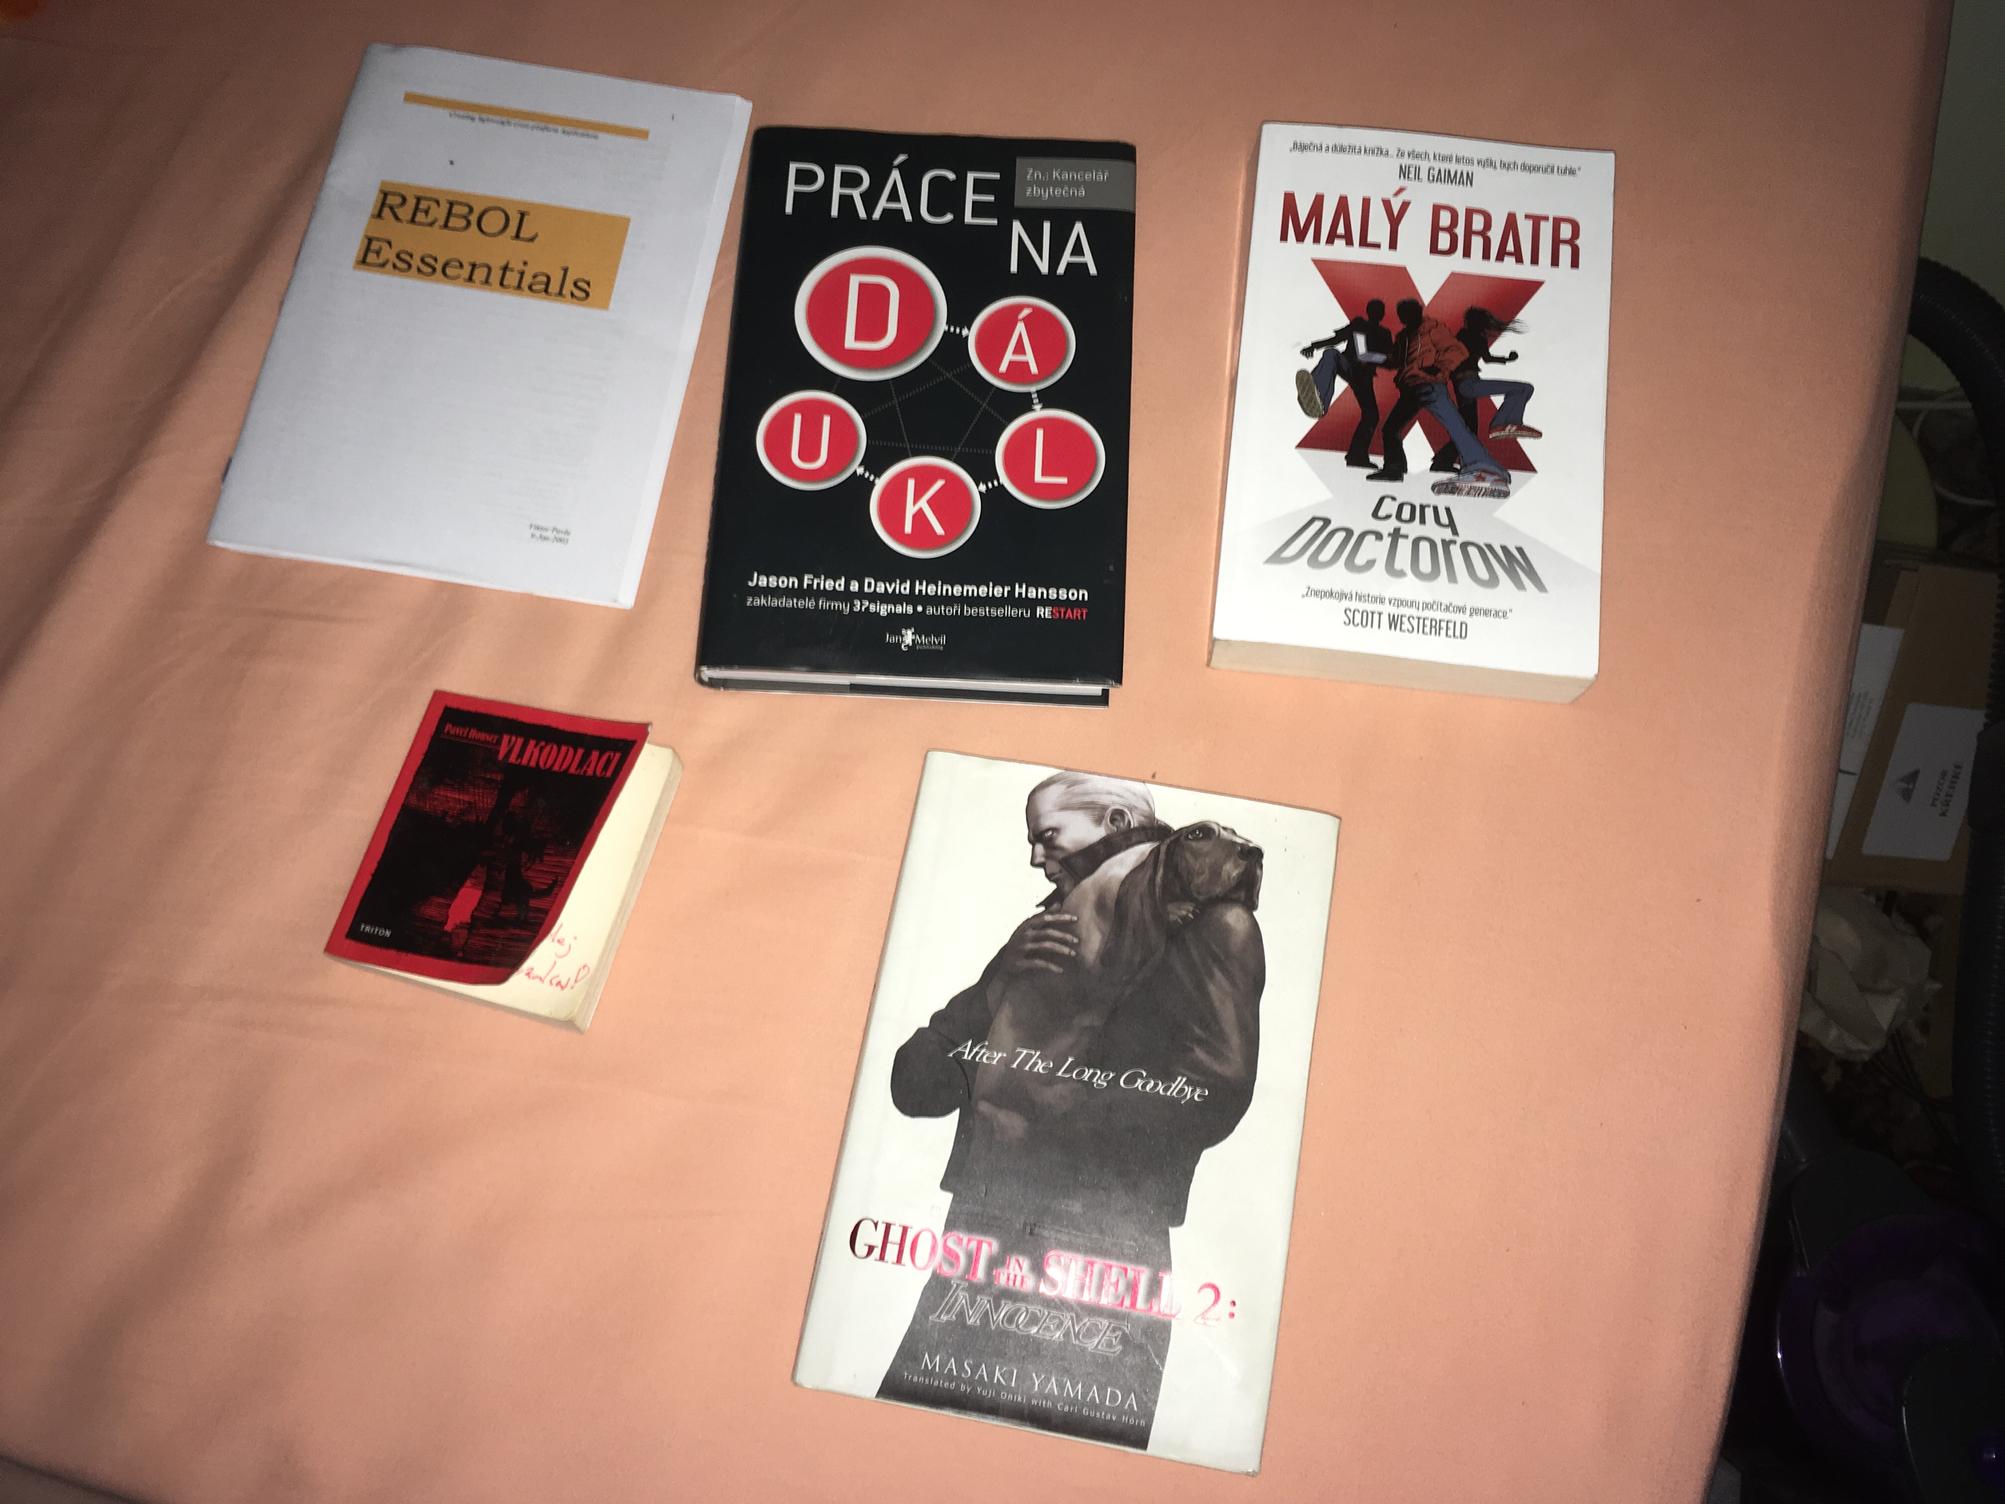 REBOL
Essentials
PRÁCE
Zn.: Kancelář
zbytečná
NA
D
Á
L
K
U
Jason Fried a David Heinemeier Hansson
zakladatelé firmy 37signals • autoři bestselleru RESTART
Jan Melvil
publishing
„Báječná a důležitá knížka... Ze všech, které letos vyšly, bych doporučil tuhle.“
NEIL GAIMAN
MALÝ BRATR
Cory
Doctorow
„Znepokojivá historie vzpoury počítačové generace.“
SCOTT WESTERFELD
Pavel Houser
VLKODLACI
TRITON
After The Long Goodbye
GHOST IN THE SHELL 2:
INNOCENCE
MASAKI YAMADA
Translated by Yuji Oniki with Carl Gustav Horn
POZOR
KŘEHKÉ